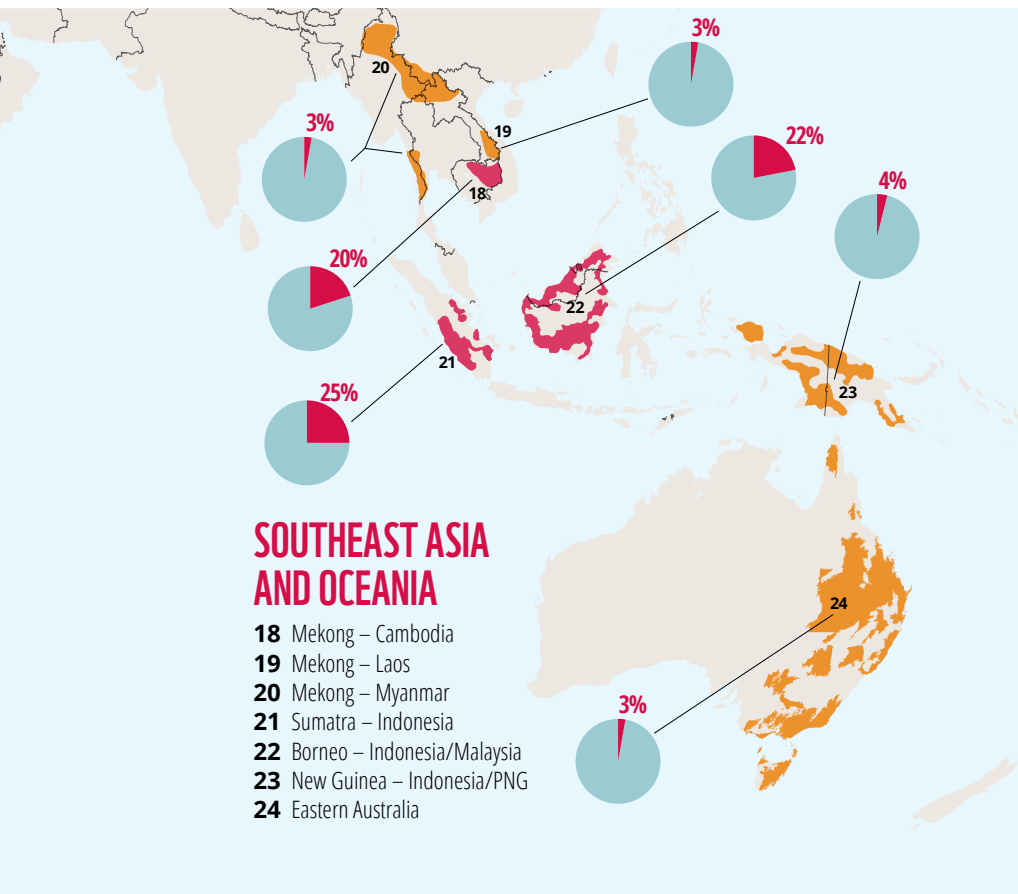 3%
20
19
3%
22%
18
4%
20%
22
21
23
25%
SOUTHEAST ASIA
AND OCEANIA
24
18 Mekong – Cambodia
19 Mekong – Laos
20 Mekong – Myanmar
21 Sumatra – Indonesia
22 Borneo – Indonesia/Malaysia
23 New Guinea – Indonesia/PNG
24 Eastern Australia
3%